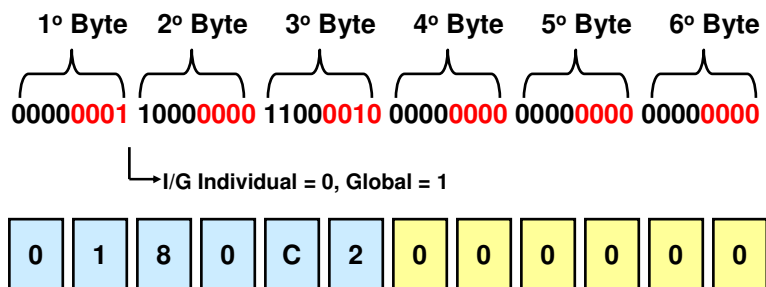 1º Byte 2º Byte 3º Byte 4º Byte 5º Byte 6º Byte
00000001 10000000 11000010 00000000 00000000 00000000
I/G Individual = 0, Global = 1
0 1 8 0 C 2 0 0 0 0 0 0